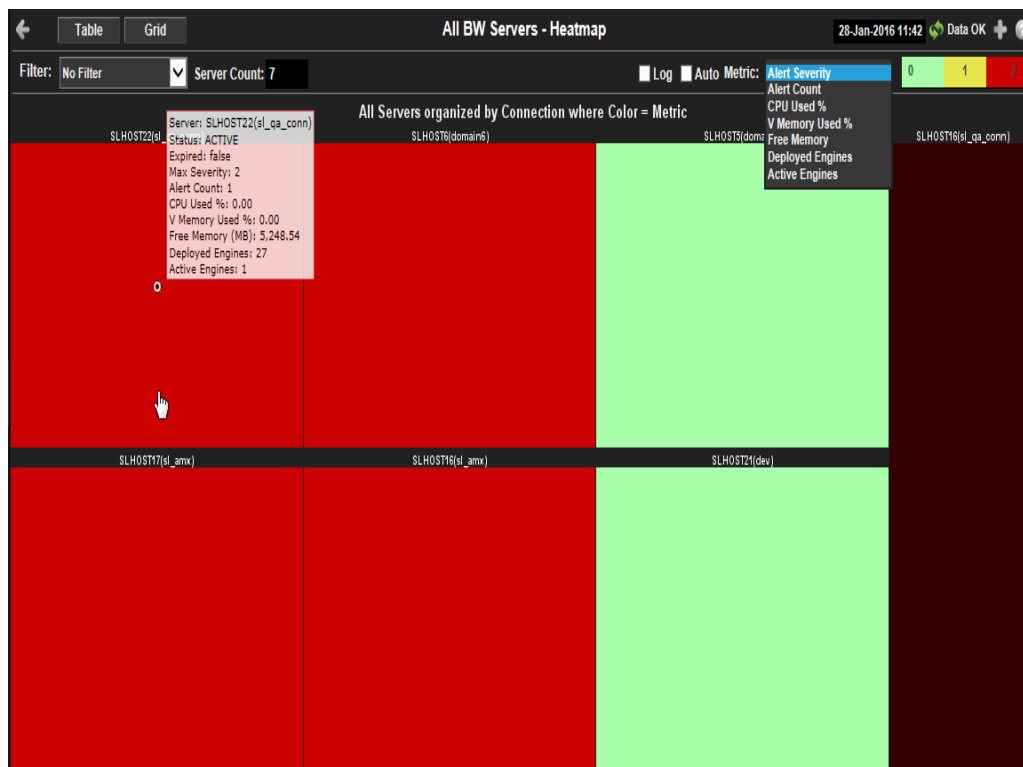 Table Grid All BW Servers - Heatmap 28-Jan-2016 11:42 Data OK
Filter: No Filter Server Count: 7 Log Auto Metric: Alert Severity 0 1 2
Alert Count
CPU Used %
V Memory Used %
Free Memory
Deployed Engines
Active Engines
All Servers organized by Connection where Color = Metric
SLHOST22(sl_ SLHOST6(domain6) SLHOST5(doma SLHOST16(sl_qa_conn)
Server: SLHOST22(sl_qa_conn)
Status: ACTIVE
Expired: false
Max Severity: 2
Alert Count: 1
CPU Used %: 0.00
V Memory Used %: 0.00
Free Memory (MB): 5,248.54
Deployed Engines: 27
Active Engines: 1
SLHOST17(sl_amx) SLHOST16(sl_amx) SLHOST21(dev)